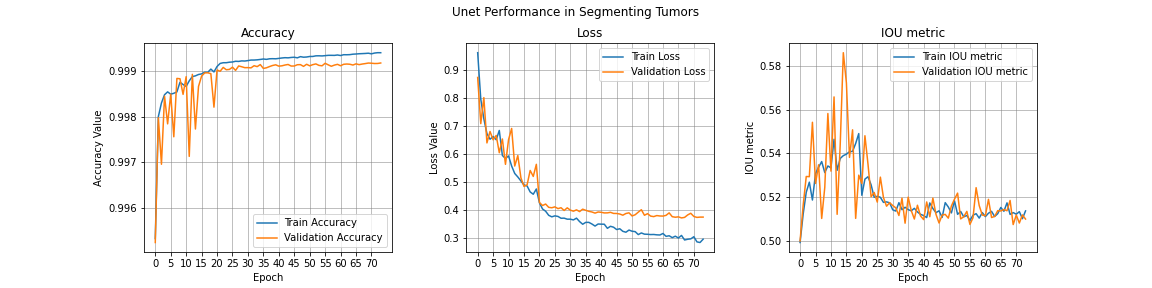 Unet Performance in Segmenting Tumors
Accuracy
Accuracy Value
0.999
0.998
0.997
0.996
Train Accuracy
Validation Accuracy
0 5 10 15 20 25 30 35 40 45 50 55 60 65 70
Epoch
Loss
Loss Value
0.9
0.8
0.7
0.6
0.5
0.4
0.3
Train Loss
Validation Loss
0 5 10 15 20 25 30 35 40 45 50 55 60 65 70
Epoch
IOU metric
IOU metric
0.58
0.56
0.54
0.52
0.50
Train IOU metric
Validation IOU metric
0 5 10 15 20 25 30 35 40 45 50 55 60 65 70
Epoch